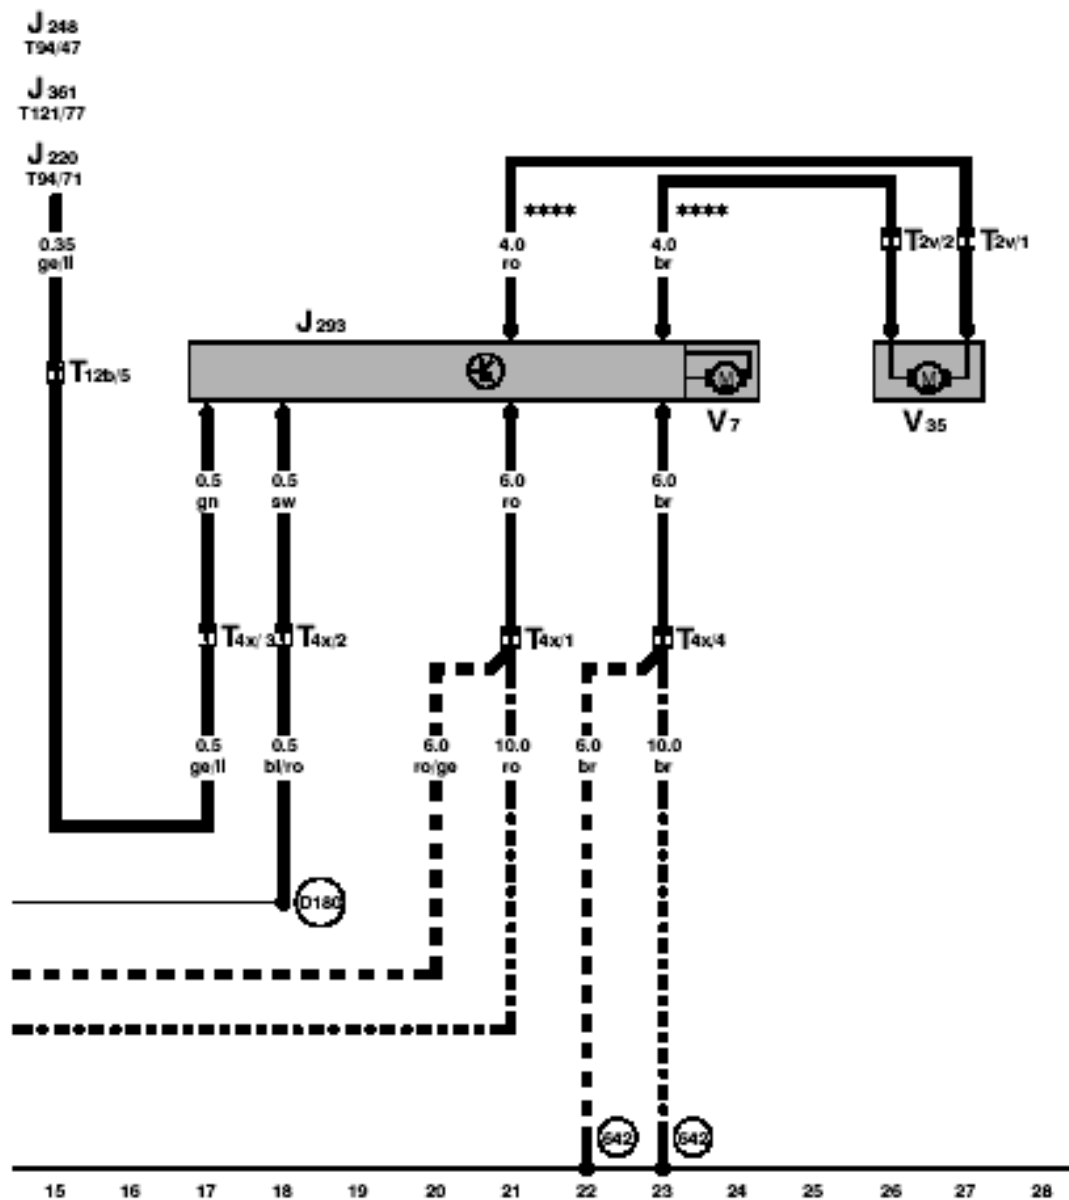 J 248
T94/47
J 361
T121/77
J 220
T94/71
**** ****
0.35 4.0 4.0
ge/ll ro br
T2v/2 T2v/1
J 293
T12b/5
M M
V 7 V 35
0.5 0.5 6.0 6.0
gn sw ro br
T4x/3 T4x/2 T4x/1 T4x/4
0.5 0.5 6.0 10.0 6.0 10.0
ge/ll bl/ro ro/ge ro br br
D180
642 642
15 16 17 18 19 20 21 22 23 24 25 26 27 28